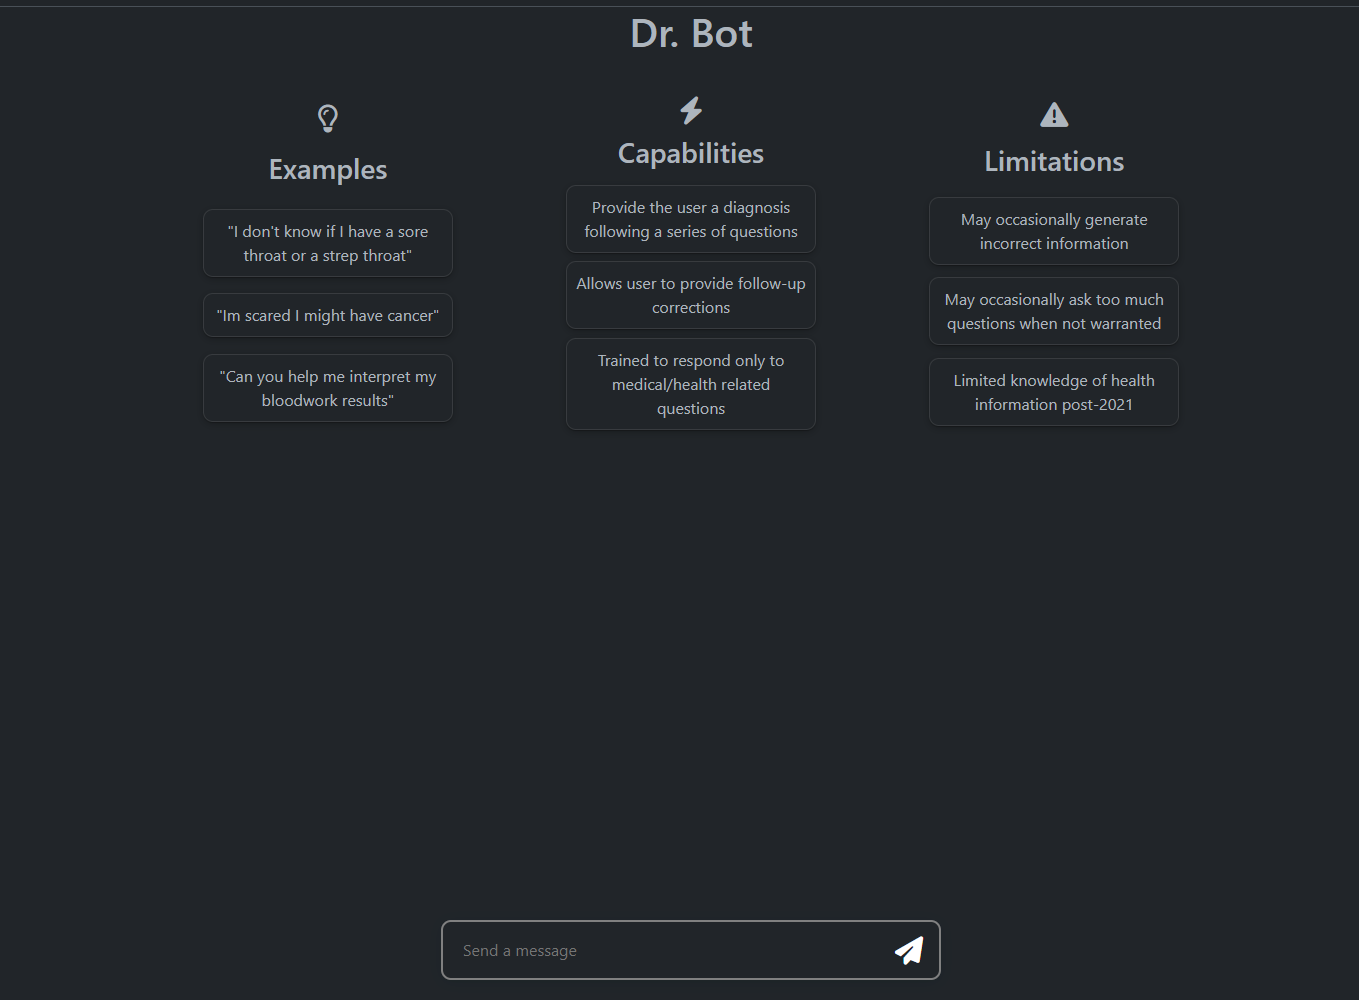 Dr. Bot
Examples
"I don't know if I have a sore
throat or a strep throat"
"Im scared I might have cancer"
"Can you help me interpret my
bloodwork results"
Capabilities
Provide the user a diagnosis
following a series of questions
Allows user to provide follow-up
corrections
Trained to respond only to
medical/health related
questions
Limitations
May occasionally generate
incorrect information
May occasionally ask too much
questions when not warranted
Limited knowledge of health
information post-2021
Send a message